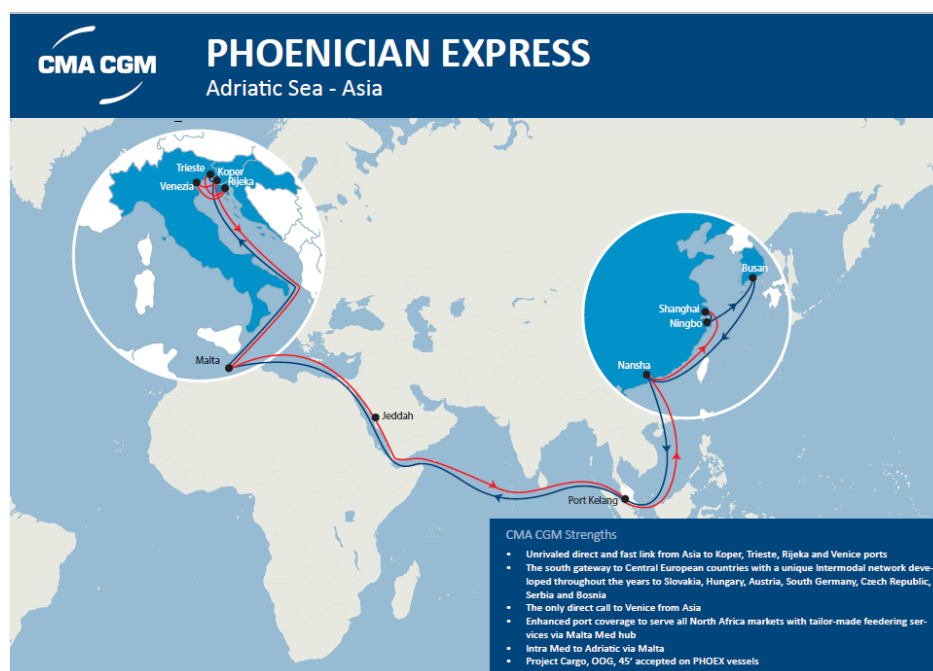 CMA CGM
PHOENICIAN EXPRESS
Adriatic Sea - Asia
Trieste
Koper
Venezia
Rijeka
Busan
Shanghai
Ningbo
Malta
Nansha
Jeddah
Port Kelang
CMA CGM Strengths
• Unrivaled direct and fast link from Asia to Koper, Trieste, Rijeka and Venice ports
• The south gateway to Central European countries with a unique Intermodal network deve-
loped throughout the years to Slovakia, Hungary, Austria, South Germany, Czech Republic,
Serbia and Bosnia
• The only direct call to Venice from Asia
• Enhanced port coverage to serve all North Africa markets with tailor-made feedering ser-
vices via Malta Med hub
• Intra Med to Adriatic via Malta
• Project Cargo, OOG, 45' accepted on PHOEX vessels